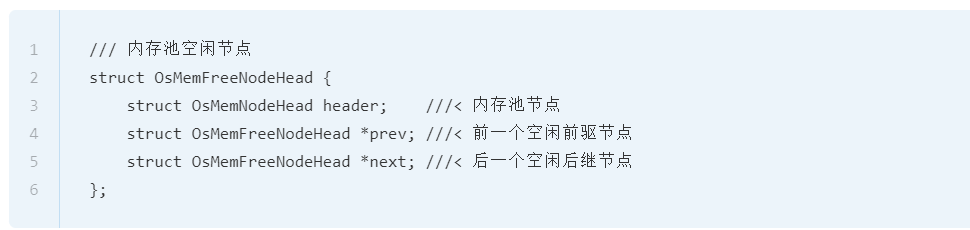 1 /// 内存池空闲节点
2 struct OsMemFreeNodeHead {
3     struct OsMemNodeHead header;    ///< 内存池节点
4     struct OsMemFreeNodeHead *prev; ///< 前一个空闲前驱节点
5     struct OsMemFreeNodeHead *next; ///< 后一个空闲后继节点
6 };